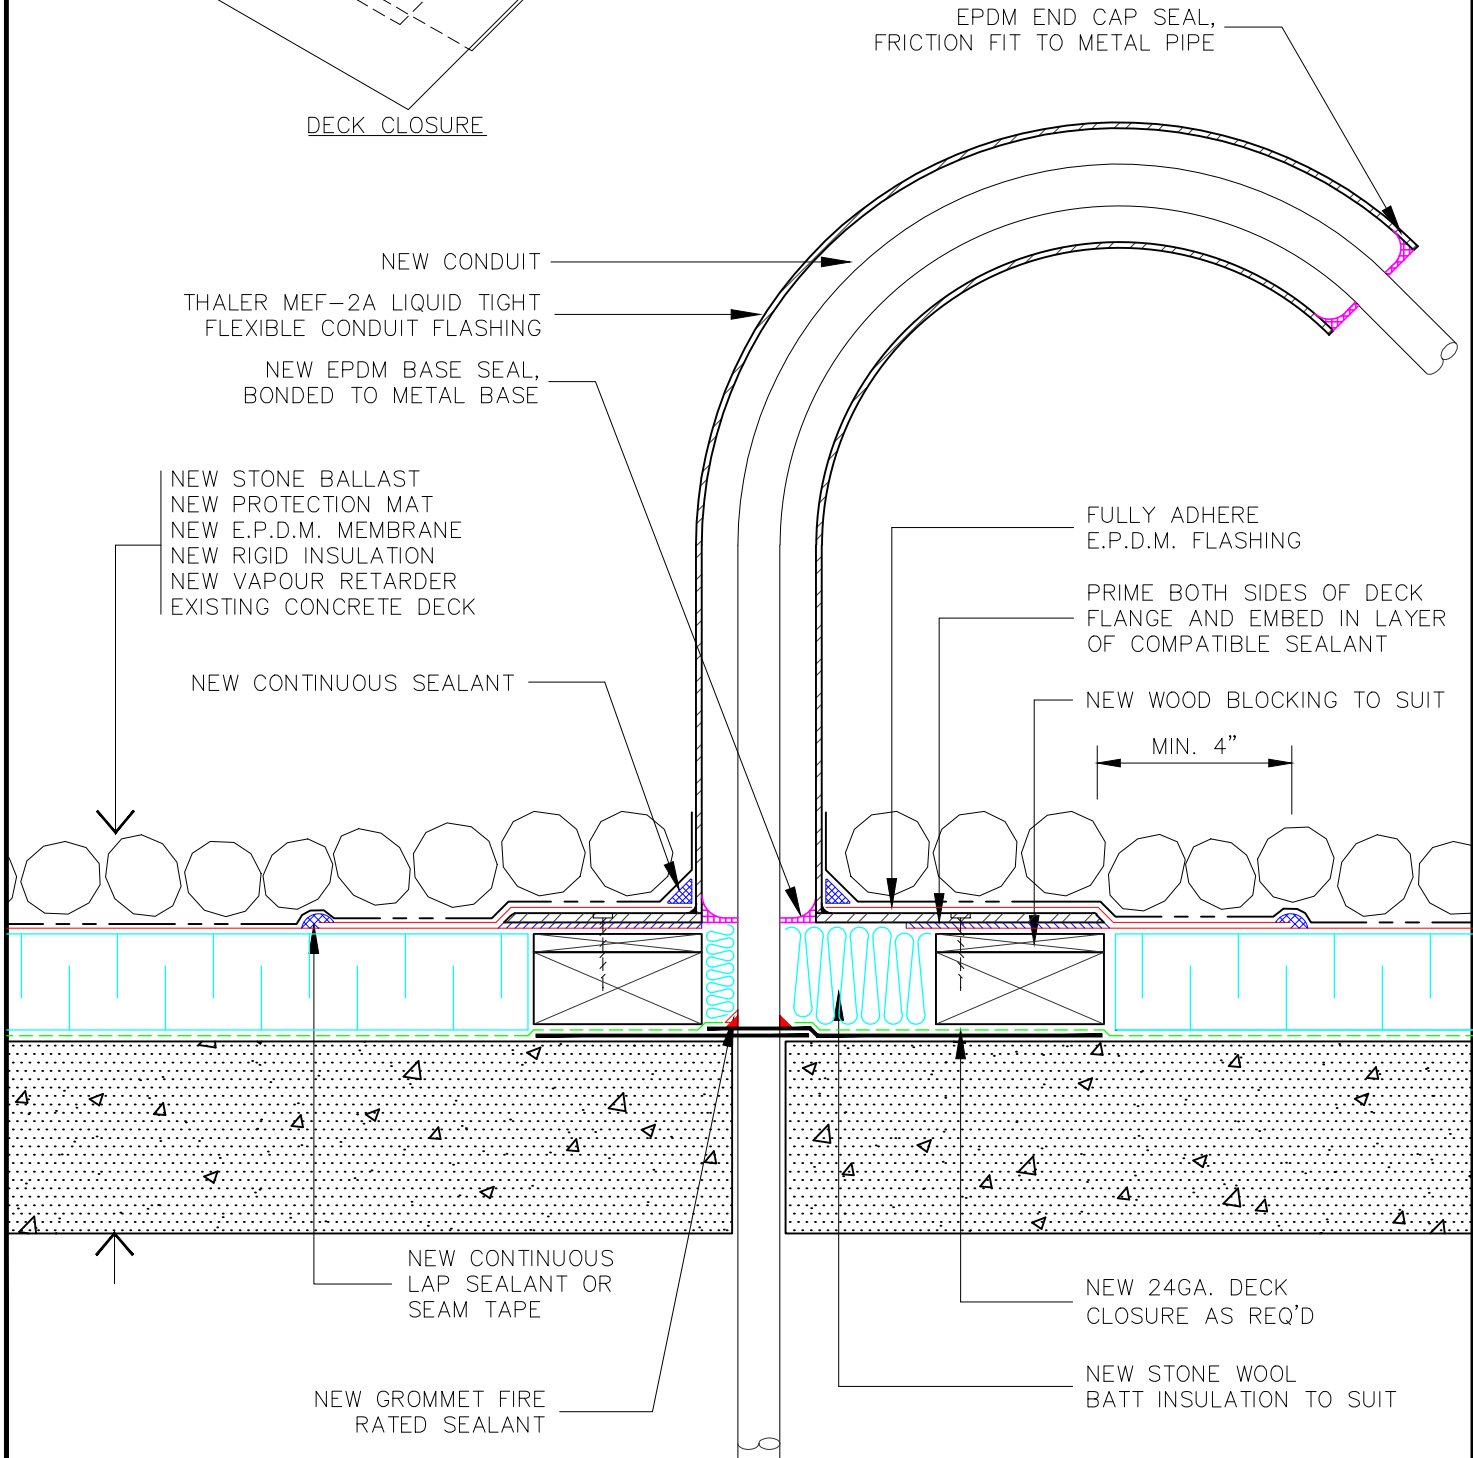 EPDM END CAP SEAL,
FRICTION FIT TO METAL PIPE
DECK CLOSURE
NEW CONDUIT
THALER MEF-2A LIQUID TIGHT
FLEXIBLE CONDUIT FLASHING
NEW EPDM BASE SEAL,
BONDED TO METAL BASE
NEW STONE BALLAST
NEW PROTECTION MAT
NEW E.P.D.M. MEMBRANE
NEW RIGID INSULATION
NEW VAPOUR RETARDER
EXISTING CONCRETE DECK
FULLY ADHERE
E.P.D.M. FLASHING
PRIME BOTH SIDES OF DECK
FLANGE AND EMBED IN LAYER
OF COMPATIBLE SEALANT
NEW CONTINUOUS SEALANT
NEW WOOD BLOCKING TO SUIT
MIN. 4”
NEW CONTINUOUS
LAP SEALANT OR
SEAM TAPE
NEW 24GA. DECK
CLOSURE AS REQ'D
NEW STONE WOOL
BATT INSULATION TO SUIT
NEW GROMMET FIRE
RATED SEALANT